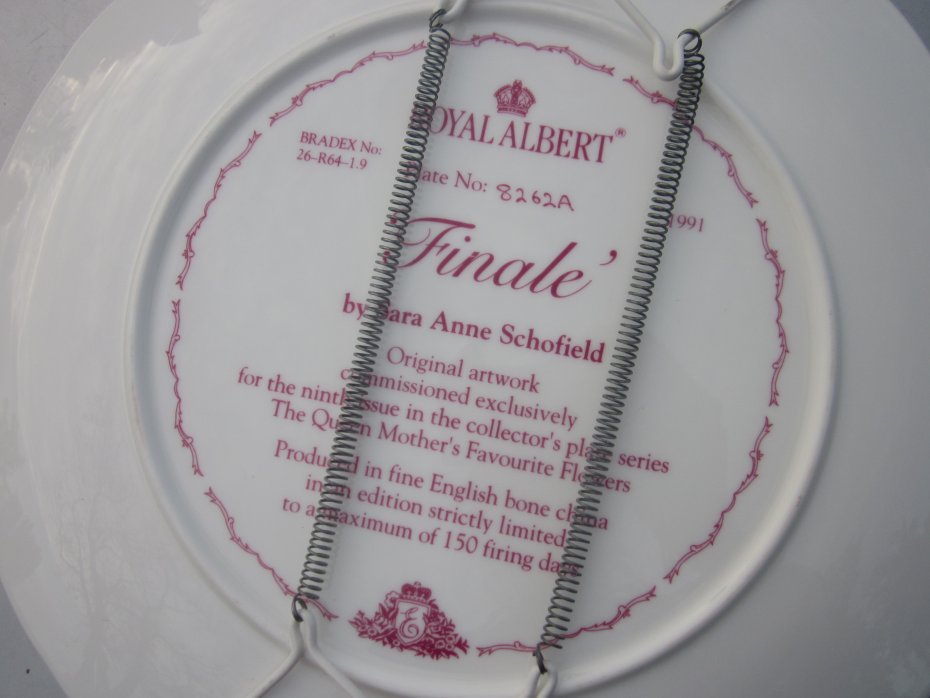 ROYAL ALBERT®
BRADEX No:
26-R64-1.9
Plate No: 8262A
1991
'Finale'
by Sara Anne Schofield
Original artwork
commissioned exclusively
for the ninth issue in the collector's plate series
The Queen Mother's Favourite Flowers
Produced in fine English bone china
in an edition strictly limited
to a maximum of 150 firing days
E